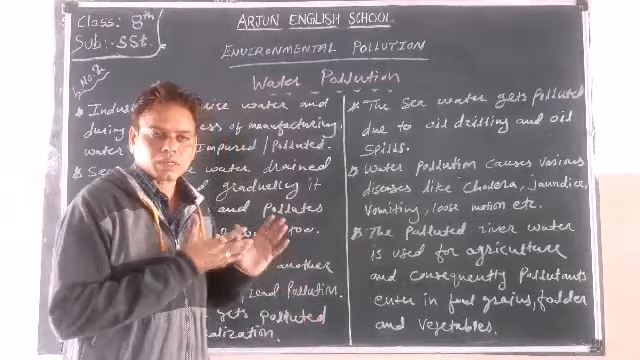 Class: 8th
Sub:- SSt.
ARJUN ENGLISH SCHOOL
ENVIRONMENTAL POLLUTION
No. 2
Water Pollution
Indus ise water and
during ss of manufacturing,
water Impured / Polluted.
water drained
gradually it
and Pollutes
too.
another
Pollution.
gets Polluted
lization.
The Sea water gets Polluted
due to oil drilling and oil
Spills.
Water Pollution Causes various
diseases like Cholera, jaundice,
Vomiting, loose motion etc.
The Polluted river water
is used for agriculture
and Consequently Pollutants
enter in food grains, fodder
and vegetables.